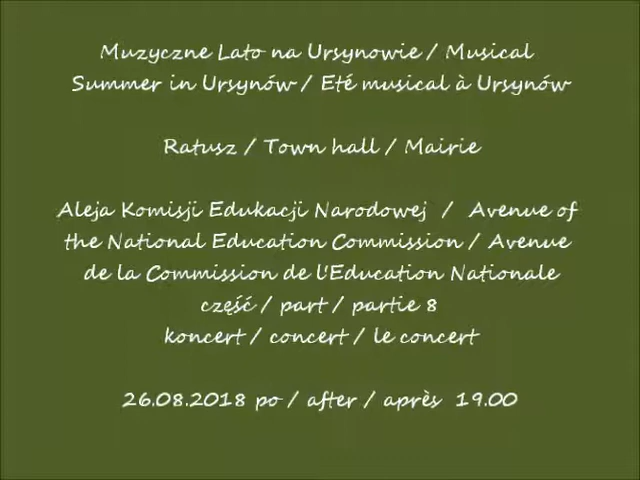 Muzyczne Lato na Ursynowie / Musical
Summer in Ursynów / Eté musical à Ursynów
Ratusz / Town hall / Mairie
Aleja Komisji Edukacji Narodowej / Avenue of
the National Education Commission / Avenue
de la Commission de l'Education Nationale
część / part / partie 8
koncert / concert / le concert
26.08.2018 po / after / après 19.00